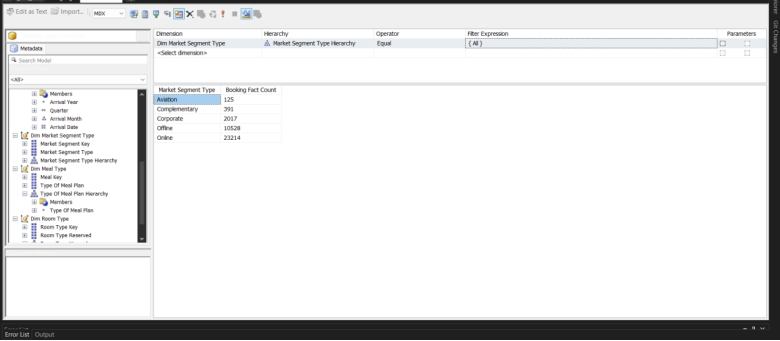 Edit as Text Import... MDX
Dimension Hierarchy Operator Filter Expression Parameters
Dim Market Segment Type Market Segment Type Hierarchy Equal { All }
<Select dimension>
Metadata
Search Model
<All>
Members
Arrival Year
Quarter
Arrival Month
Arrival Date
Dim Market Segment Type
Market Segment Key
Market Segment Type
Market Segment Type Hierarchy
Dim Meal Type
Meal Key
Type Of Meal Plan
Type Of Meal Plan Hierarchy
Members
Type Of Meal Plan
Dim Room Type
Room Type Key
Room Type Reserved
Market Segment Type Booking Fact Count
Aviation 125
Complementary 391
Corporate 2017
Offline 10528
Online 23214
Git Changes
Error List Output